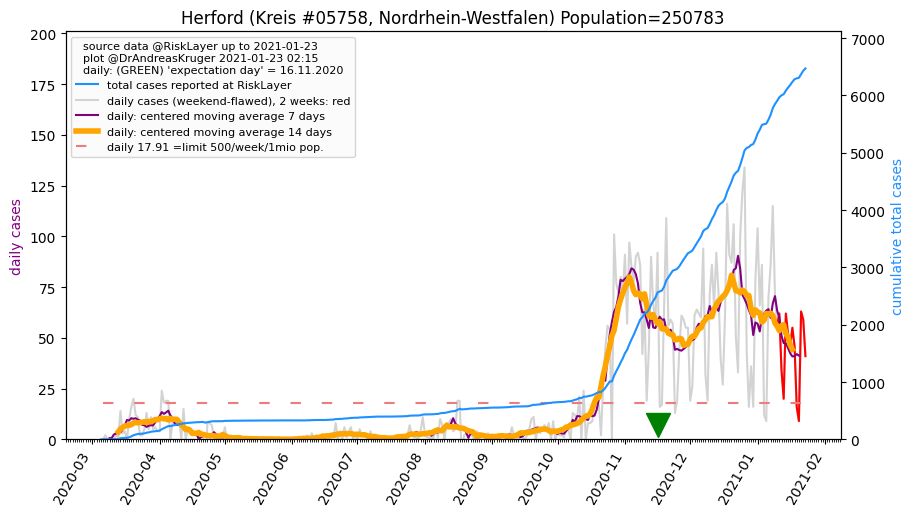 Herford (Kreis #05758, Nordrhein-Westfalen) Population=250783
source data @RiskLayer up to 2021-01-23
plot @DrAndreasKruger 2021-01-23 02:15
daily: (GREEN) 'expectation day' = 16.11.2020
total cases reported at RiskLayer
daily cases (weekend-flawed), 2 weeks: red
daily: centered moving average 7 days
daily: centered moving average 14 days
daily 17.91 =limit 500/week/1mio pop.
daily cases
200
175
150
125
100
75
50
25
0
7000
6000
5000
4000
3000
2000
1000
0
cumulative total cases
2020-03
2020-04
2020-05
2020-06
2020-07
2020-08
2020-09
2020-10
2020-11
2020-12
2021-01
2021-02